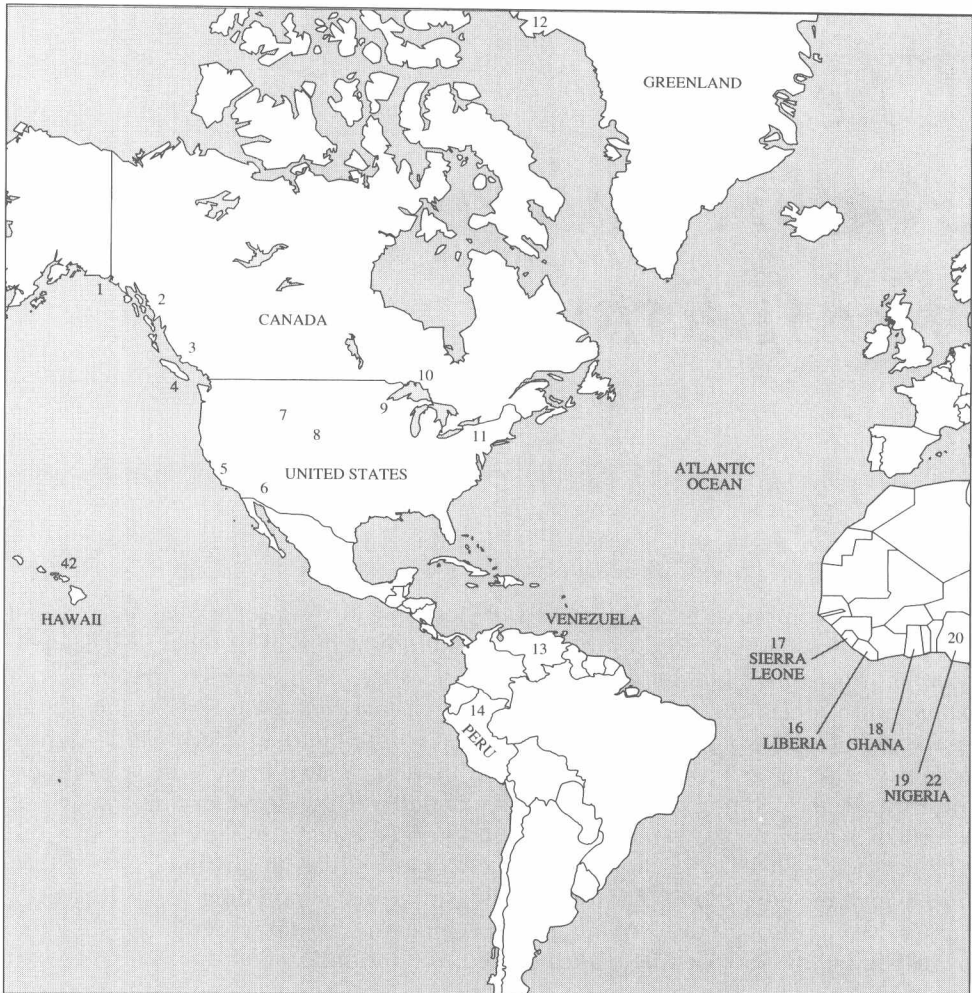 12
GREENLAND
1
2
CANADA
3
4
10
7
9
8
11
5
UNITED STATES
6
ATLANTIC
OCEAN
42
HAWAII
VENEZUELA
13
14
PERU
20
17
SIERRA
LEONE
16
LIBERIA
18
GHANA
19 22
NIGERIA